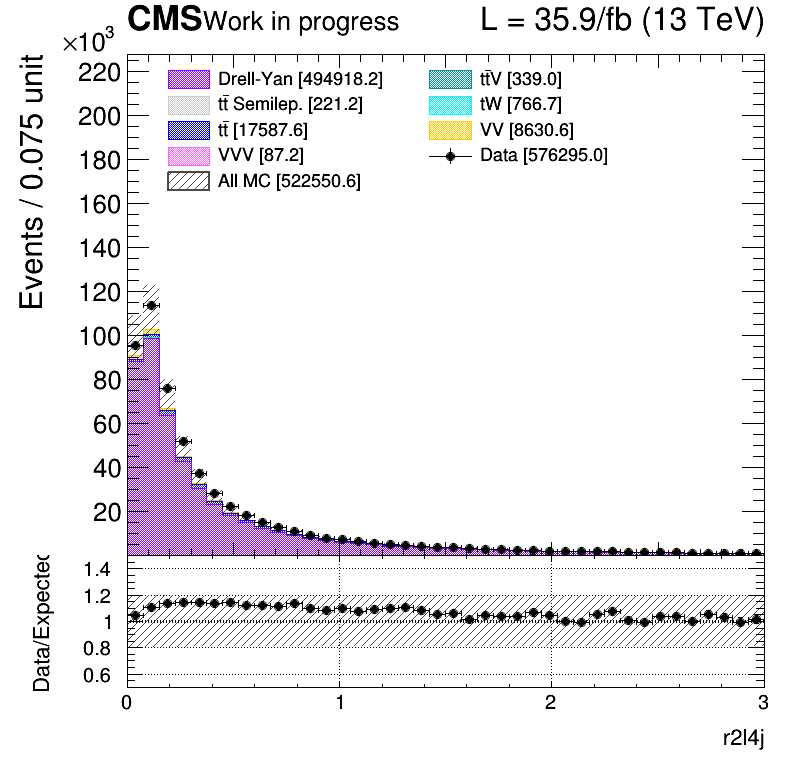 CMS Work in progress L = 35.9/fb (13 TeV)
×10³
Events / 0.075 unit
220
200
180
160
140
120
100
80
60
40
20
Drell-Yan [494918.2]
tt̄ Semilep. [221.2]
tt̄ [17587.6]
VVV [87.2]
All MC [522550.6]
tt̄V [339.0]
tW [766.7]
VV [8630.6]
Data [576295.0]
Data/Expected
1.4
1.2
1
0.8
0.6
0 1 2 3
r2l4j